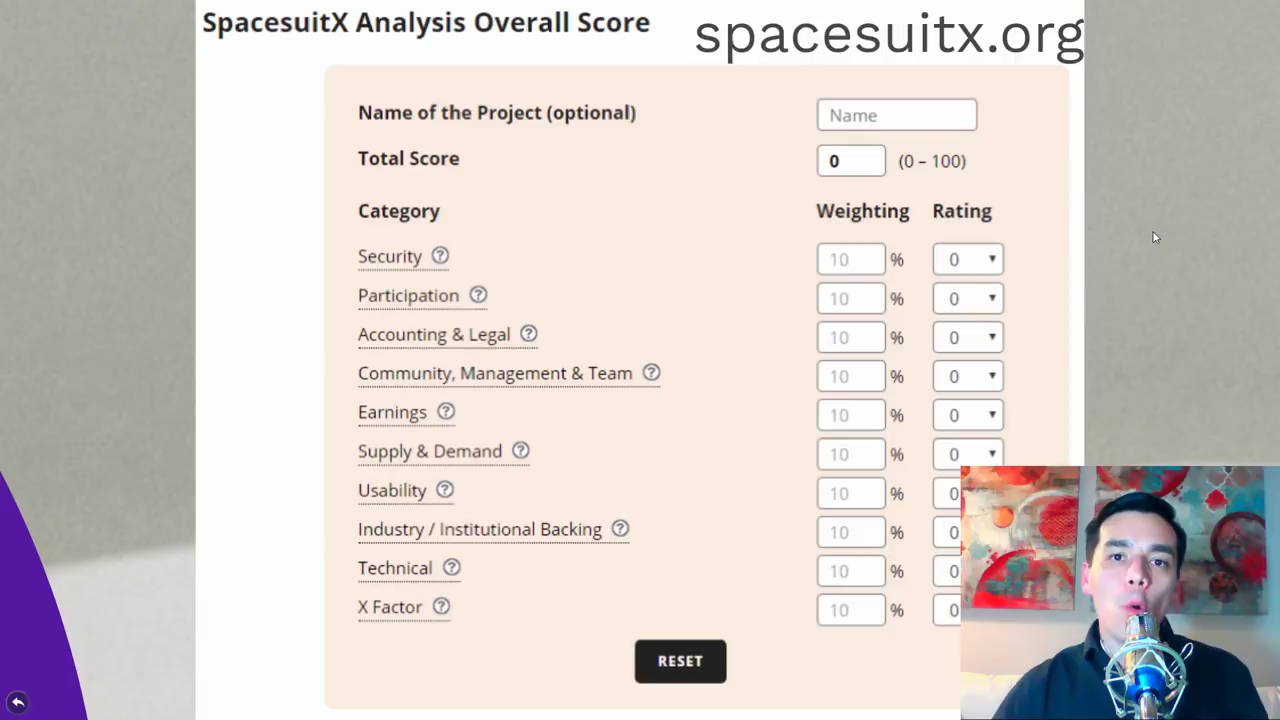 SpacesuitX Analysis Overall Score
spacesuitx.org
Name of the Project (optional) Name
Total Score 0 (0 – 100)
Category Weighting Rating
Security ? 10 % 0
Participation ? 10 % 0
Accounting & Legal ? 10 % 0
Community, Management & Team ? 10 % 0
Earnings ? 10 % 0
Supply & Demand ? 10 % 0
Usability ? 10 % 0
Industry / Institutional Backing ? 10 % 0
Technical ? 10 % 0
X Factor ? 10 % 0
RESET